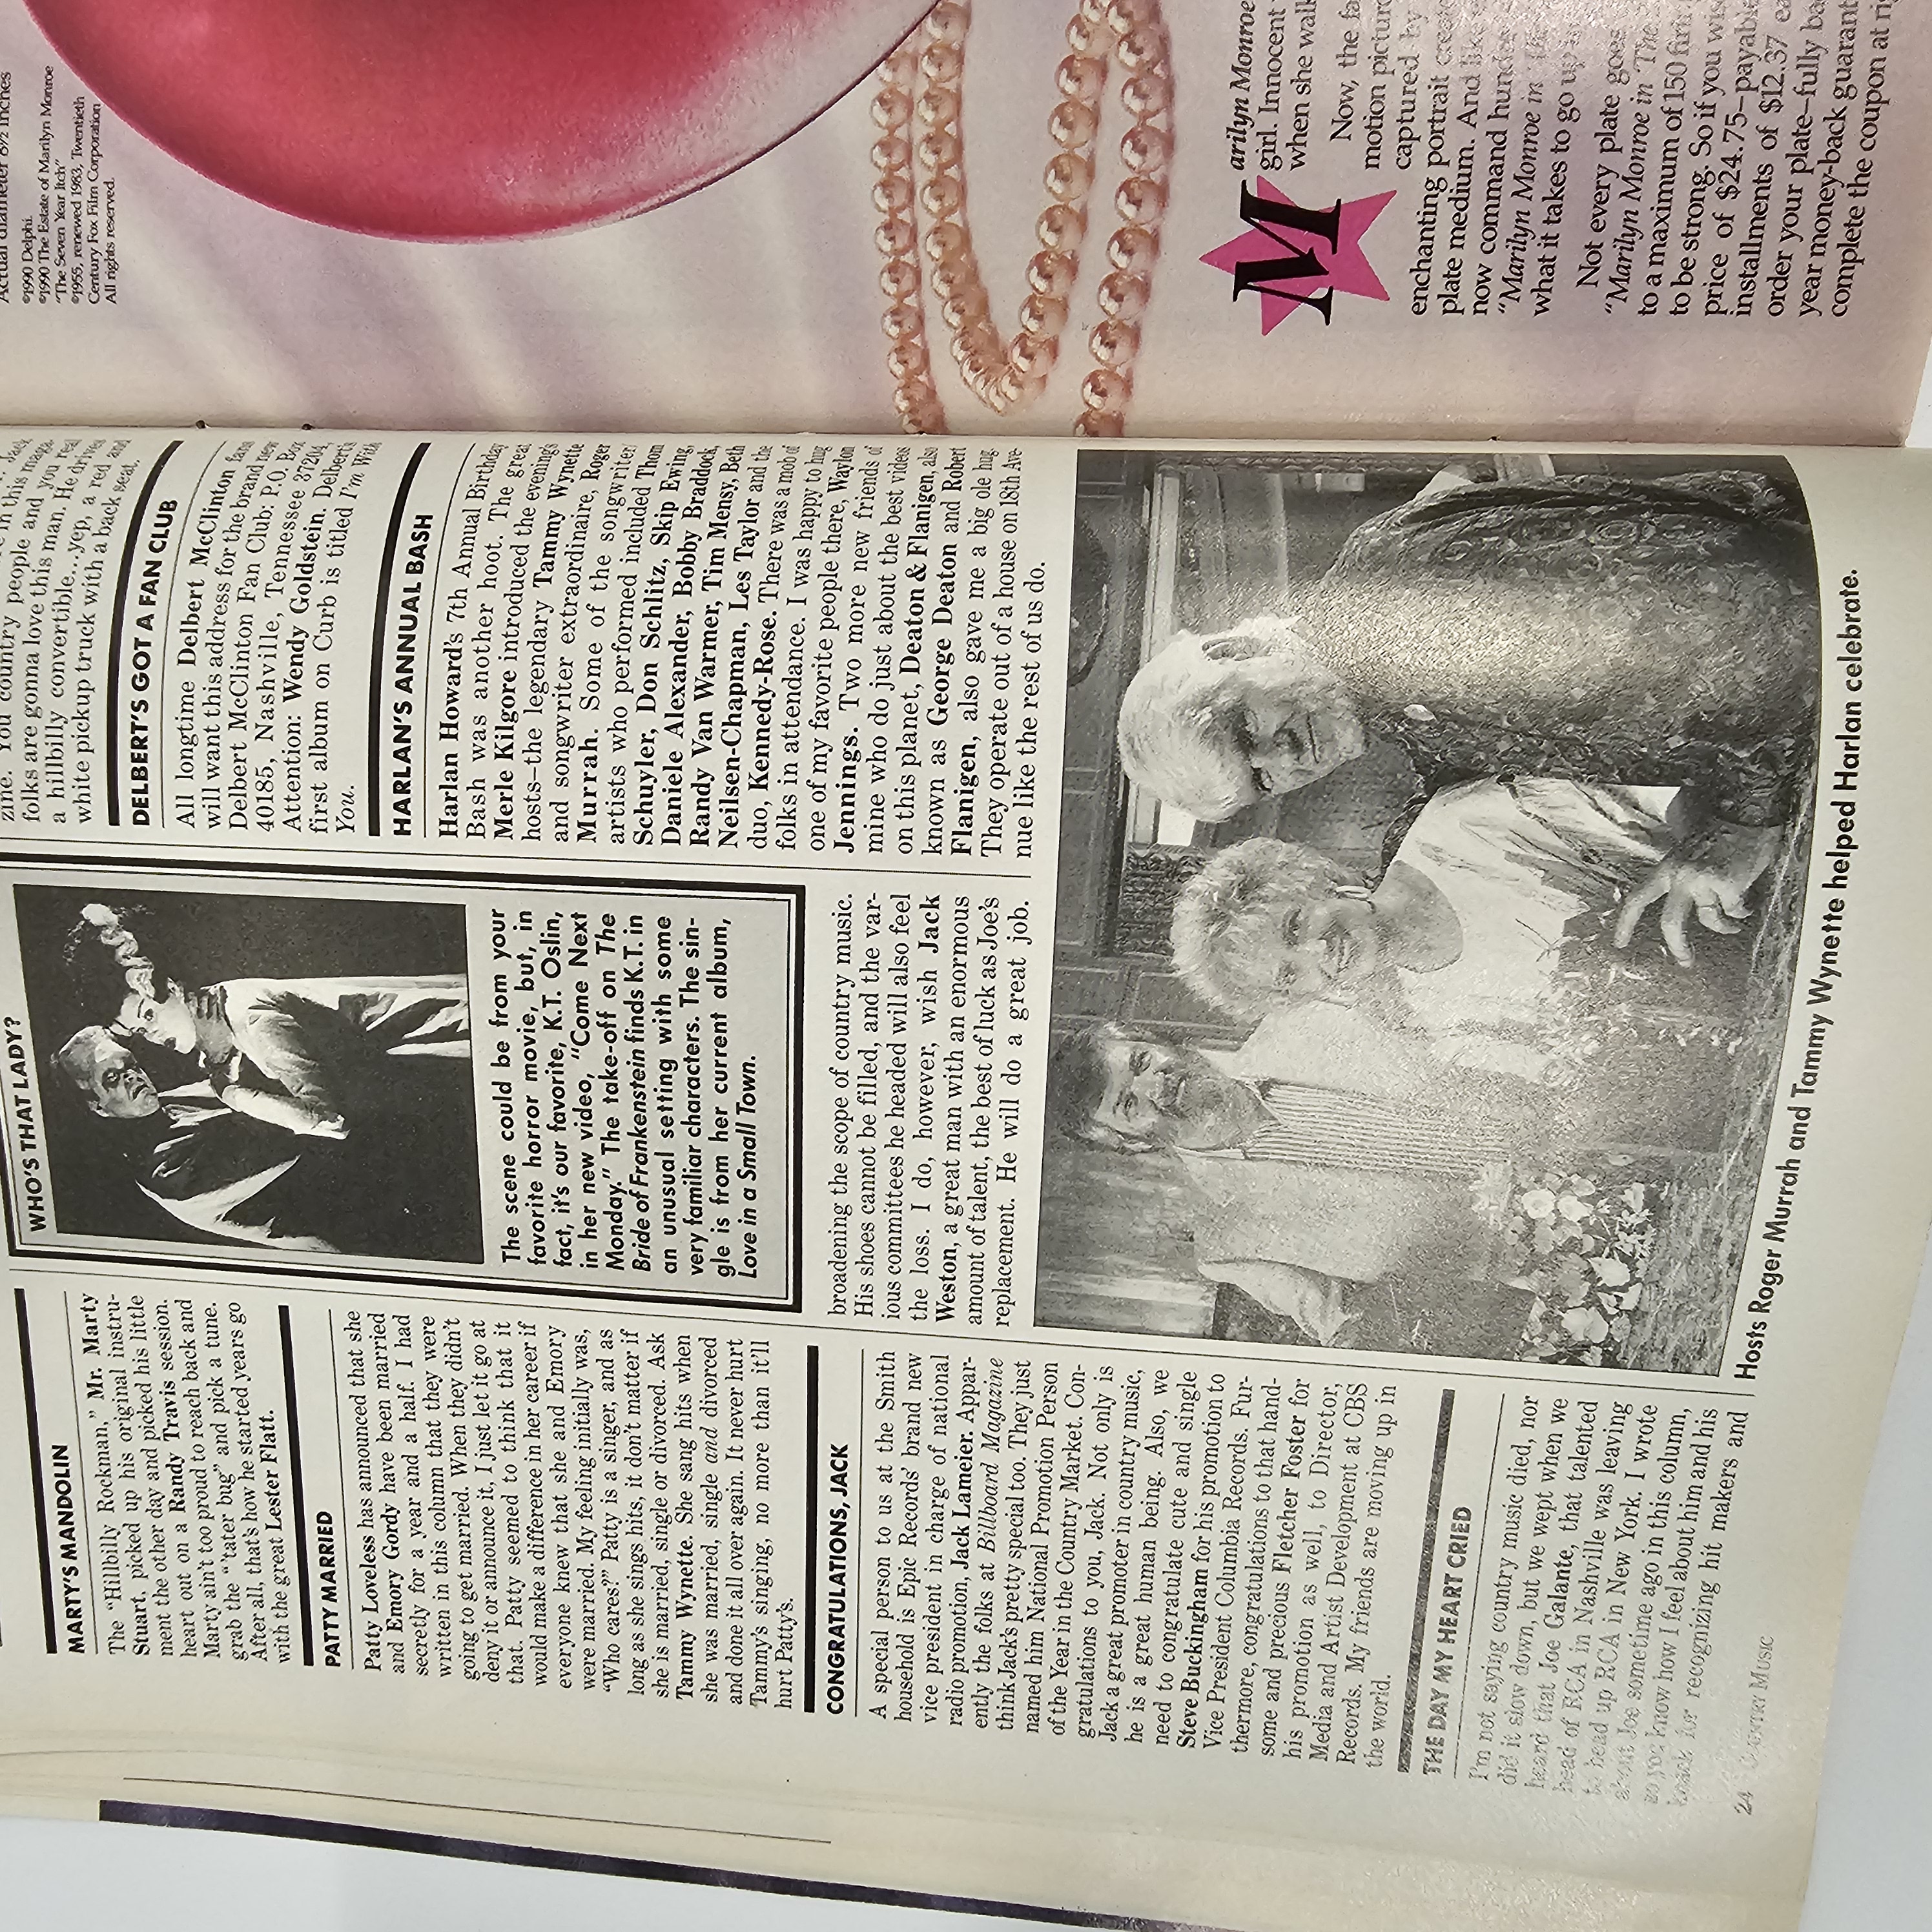 MARTY'S MANDOLIN
The "Hillbilly Rockman," Mr. Marty
Stuart, picked up his original instru-
ment the other day and picked his little
heart out on a Randy Travis session.
Marty ain't too proud to reach back and
grab the "'tater bug" and pick a tune.
After all, that's how he started years go
with the great Lester Flatt.
PATTY MARRIED
Patty Loveless has announced that she
and Emory Gordy have been married
secretly for a year and a half. I had
written in this column that they were
going to get married. When they didn't
deny it or announce it, I just let it go at
that. Patty seemed to think that it
would make a difference in her career if
everyone knew that she and Emory
were married. My feeling initially was,
"Who cares?" Patty is a singer, and as
long as she sings hits, it don't matter if
she is married, single or divorced. Ask
Tammy Wynette. She sang hits when
she was married, single and divorced
and done it all over again. It never hurt
Tammy's singing, no more than it'll
hurt Patty's.
CONGRATULATIONS, JACK
A special person to us at the Smith
household is Epic Records' brand new
vice president in charge of national
radio promotion, Jack Lameier. Appar-
ently the folks at Billboard Magazine
think Jack's pretty special too. They just
named him National Promotion Person
of the Year in the Country Market. Con-
gratulations to you, Jack. Not only is
Jack a great promoter in country music,
he is a great human being. Also, we
need to congratulate cute and single
Steve Buckingham for his promotion to
Vice President Columbia Records. Fur-
thermore, congratulations to that hand-
some and precious Fletcher Foster for
his promotion as well, to Director,
Media and Artist Development at CBS
Records. My friends are moving up in
the world.
THE DAY MY HEART CRIED
I'm not saying country music died, nor
did it slow down, but we wept when we
heard that Joe Galante, that talented
head of RCA in Nashville was leaving
to head up RCA in New York. I wrote
about Joe sometime ago in this column,
so you know how I feel about him and his
knack for recognizing hit makers and
24 COUNTRY MUSIC
WHO'S THAT LADY?
The scene could be from your
favorite horror movie, but, in
fact, it's our favorite, K.T. Oslin,
in her new video, "Come Next
Monday." The take-off on The
Bride of Frankenstein finds K.T. in
an unusual setting with some
very familiar characters. The sin-
gle is from her current album,
Love in a Small Town.
broadening the scope of country music.
His shoes cannot be filled, and the var-
ious committees he headed will also feel
the loss. I do, however, wish Jack
Weston, a great man with an enormous
amount of talent, the best of luck as Joe's
replacement. He will do a great job.
Jack
zine. You country people in this maga-
folks are gonna love this man. He drives
a hillbilly convertible...yep, a red and
white pickup truck with a back seat.
DELBERT'S GOT A FAN CLUB
All longtime Delbert McClinton fans
will want this address for the brand new
Delbert McClinton Fan Club: P.O. Box
40185, Nashville, Tennessee 37204,
Attention: Wendy Goldstein. Delbert's
first album on Curb is titled I'm With
You.
HARLAN'S ANNUAL BASH
Harlan Howard's 7th Annual Birthday
Bash was another hoot. The great
Merle Kilgore introduced the evening's
hosts–the legendary Tammy Wynette
and songwriter extraordinaire, Roger
Murrah. Some of the songwriter/
artists who performed included Thom
Schuyler, Don Schlitz, Skip Ewing,
Daniele Alexander, Bobby Braddock,
Randy Van Warmer, Tim Mensy, Beth
Neilsen-Chapman, Les Taylor and the
duo, Kennedy-Rose. There was a mob of
folks in attendance. I was happy to hug
one of my favorite people there, Waylon
Jennings. Two more new friends of
mine who do just about the best videos
on this planet, Deaton & Flanigen, also
known as George Deaton and Robert
Flanigen, also gave me a big ole hug.
They operate out of a house on 18th Ave-
nue like the rest of us do.
Hosts Roger Murrah and Tammy Wynette helped Harlan celebrate.
Actual diameter 8½ inches
©1990 Delphi.
©1990 The Estate of Marilyn Monroe
"The Seven Year Itch"
©1955, renewed 1983, Twentieth
Century Fox Film Corporation
All rights reserved.
Marilyn Monroe
girl. Innocent
when she walk
Now, the fa
motion pictur
captured by
enchanting portrait creat
plate medium. And like
now command hund
"Marilyn Monroe in
what it takes to go up in
Not every plate goes
"Marilyn Monroe in 'The
to a maximum of 150 firi
to be strong. So if you wis
price of $24.75–payable
installments of $12.37 ea
order your plate–fully ba
year money-back guarant
complete the coupon at ri